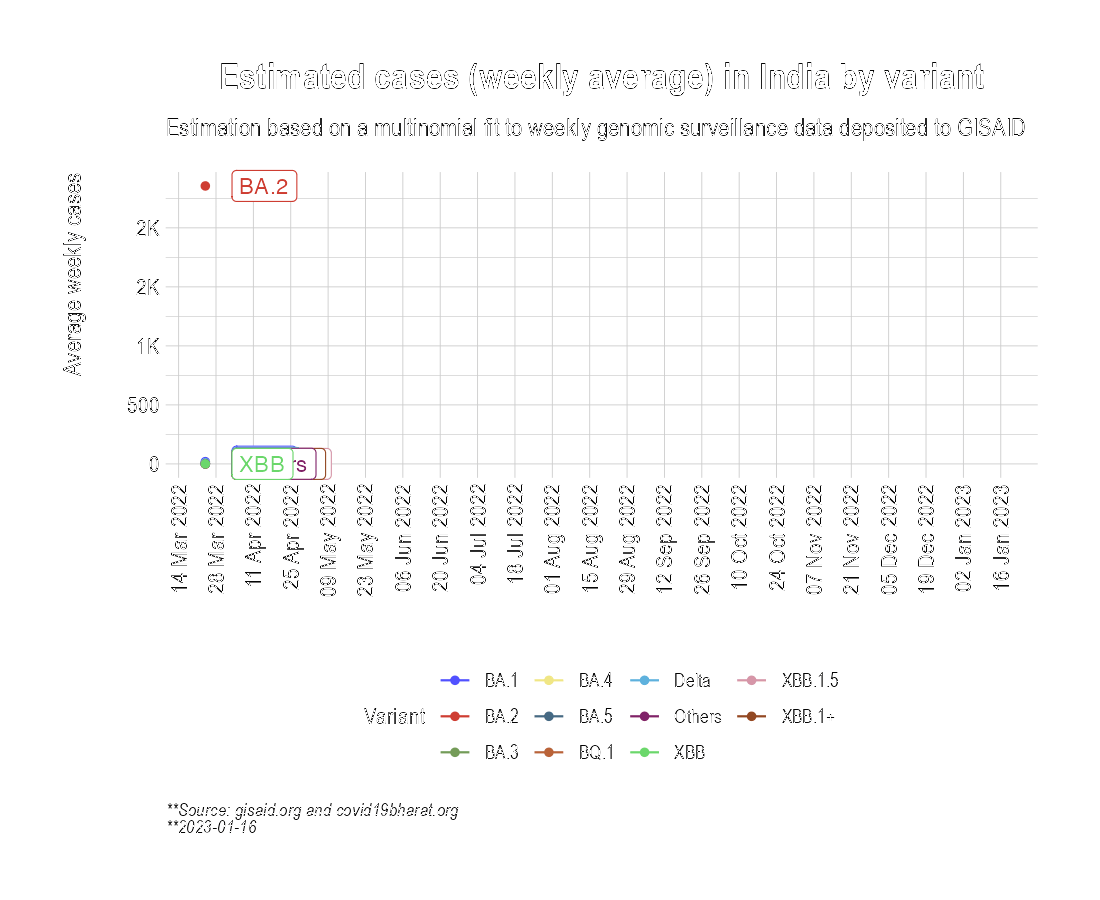 Estimated cases (weekly average) in India by variant
Estimation based on a multinomial fit to weekly genomic surveillance data deposited to GISAID
Average weekly cases
2K
2K
1K
500
0
BA.2
XBB
rs
14 Mar 2022
28 Mar 2022
11 Apr 2022
25 Apr 2022
09 May 2022
23 May 2022
06 Jun 2022
20 Jun 2022
04 Jul 2022
18 Jul 2022
01 Aug 2022
15 Aug 2022
29 Aug 2022
12 Sep 2022
26 Sep 2022
10 Oct 2022
24 Oct 2022
07 Nov 2022
21 Nov 2022
05 Dec 2022
19 Dec 2022
02 Jan 2023
16 Jan 2023
Variant
BA.1
BA.2
BA.3
BA.4
BA.5
BQ.1
Delta
Others
XBB
XBB.1.5
XBB.1+
**Source: gisaid.org and covid19bharat.org
**2023-01-16